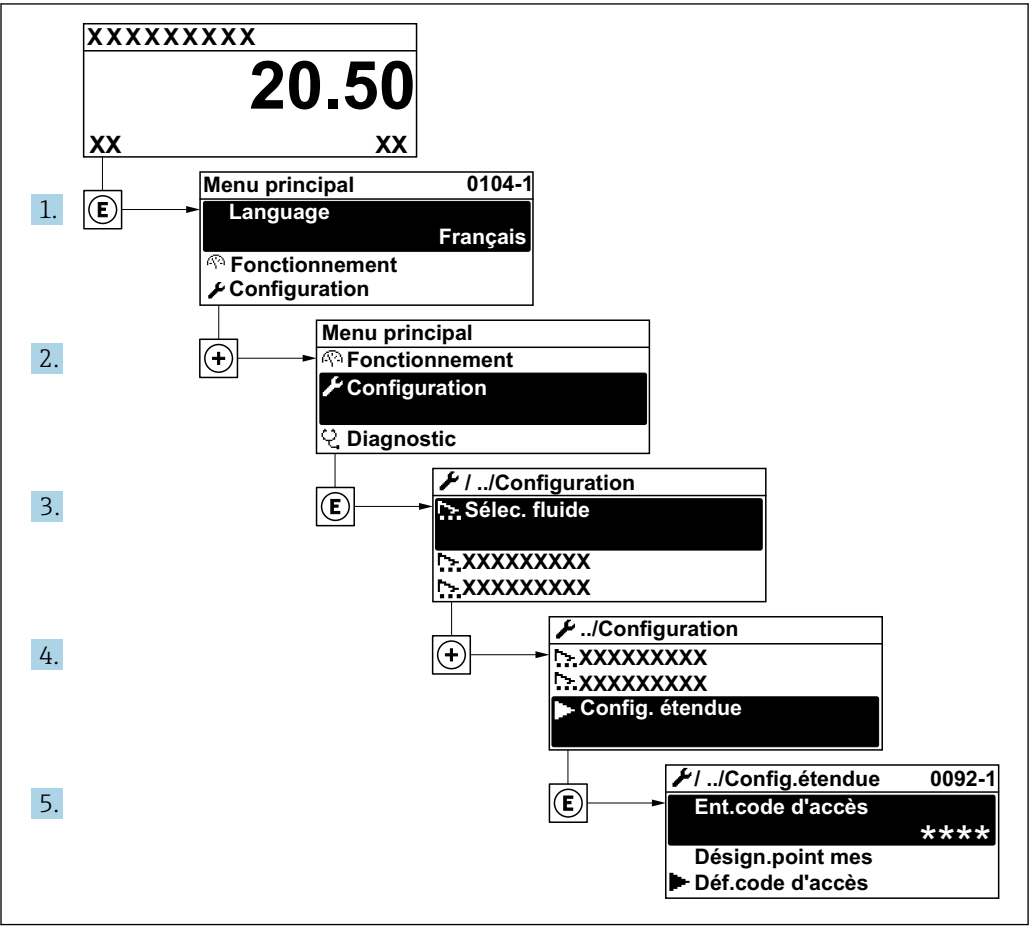 XXXXXXXXX
20.50
XX XX
1. E
Menu principal 0104-1
Language
Français
Fonctionnement
Configuration
2. +
Menu principal
Fonctionnement
Configuration
Diagnostic
3. E
/ ../Configuration
Sélec. fluide
XXXXXXXXX
XXXXXXXXX
4. +
../Configuration
XXXXXXXXX
XXXXXXXXX
Config. étendue
5. E
/ ../Config.étendue 0092-1
Ent.code d'accès
****
Désign.point mes
Déf.code d'accès